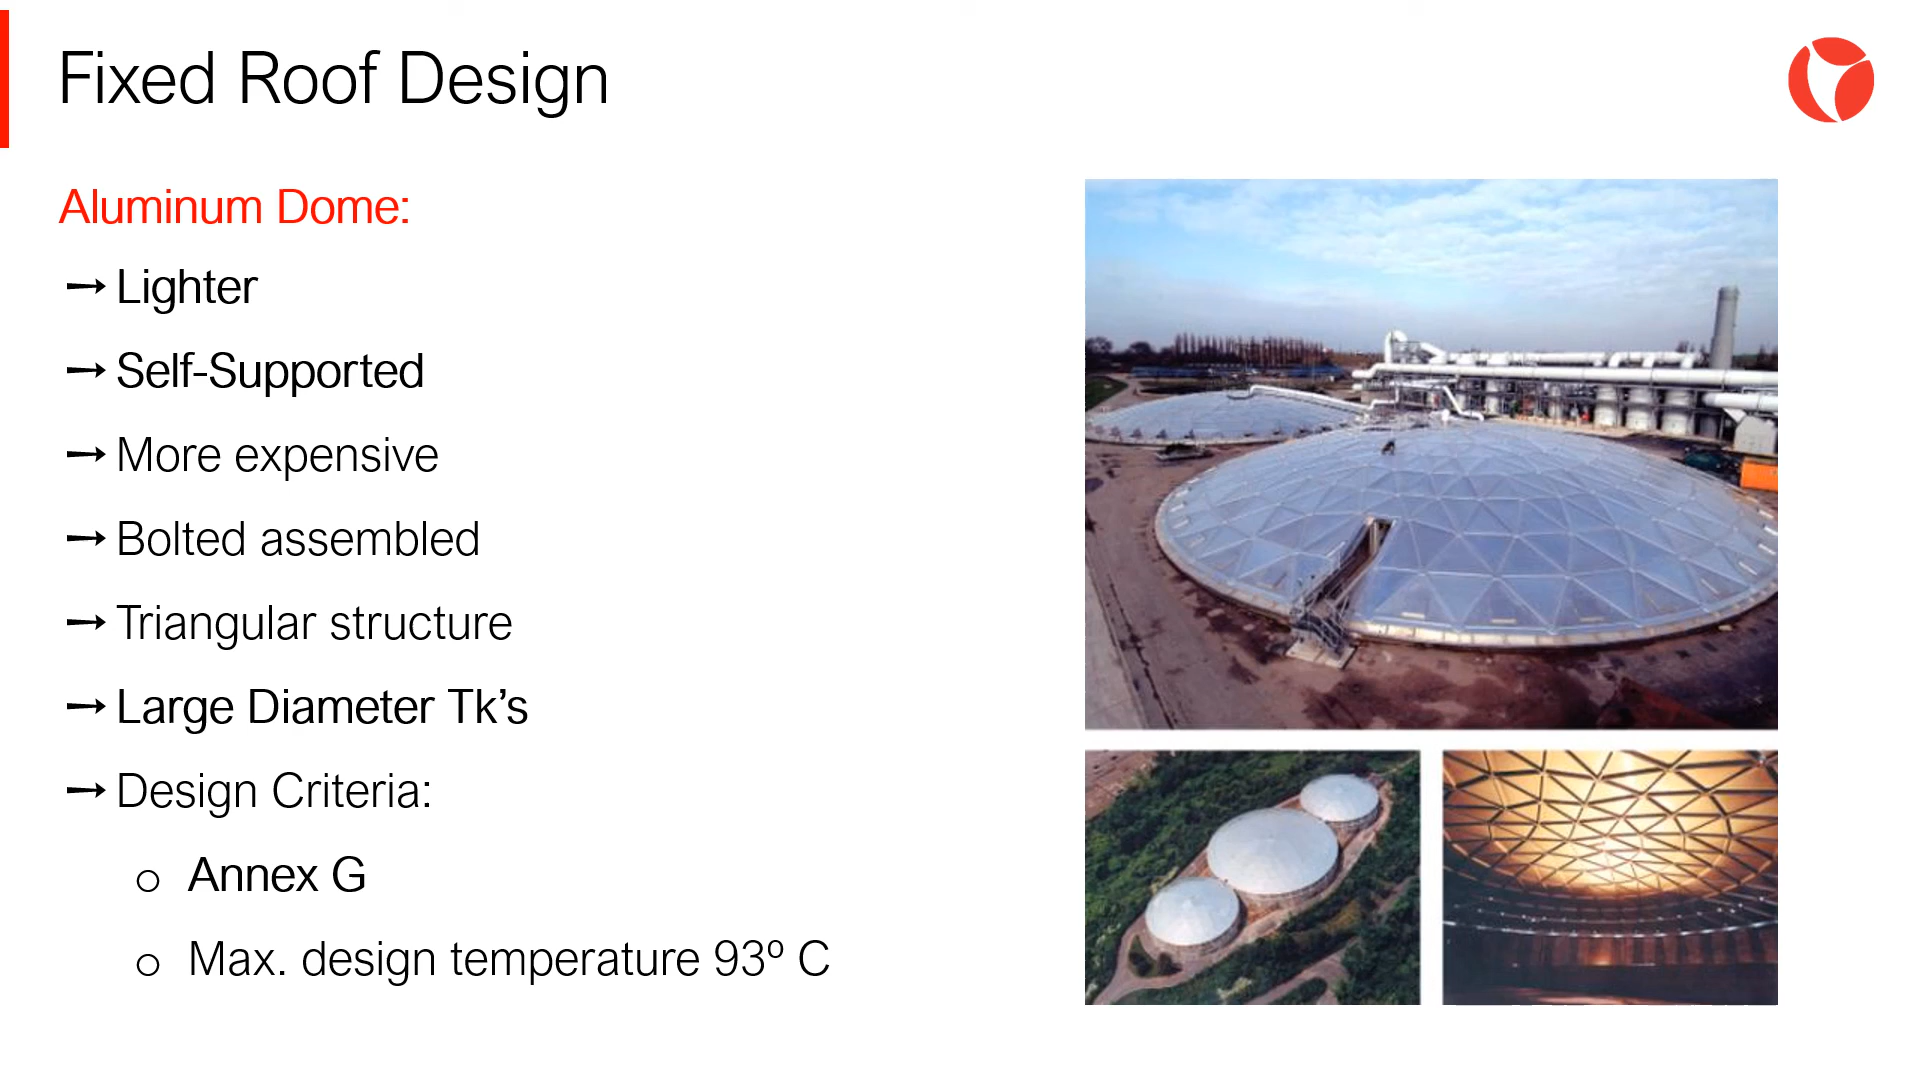 Fixed Roof Design
Aluminum Dome:
→ Lighter
→ Self-Supported
→ More expensive
→ Bolted assembled
→ Triangular structure
→ Large Diameter Tk’s
→ Design Criteria:
o Annex G
o Max. design temperature 93º C